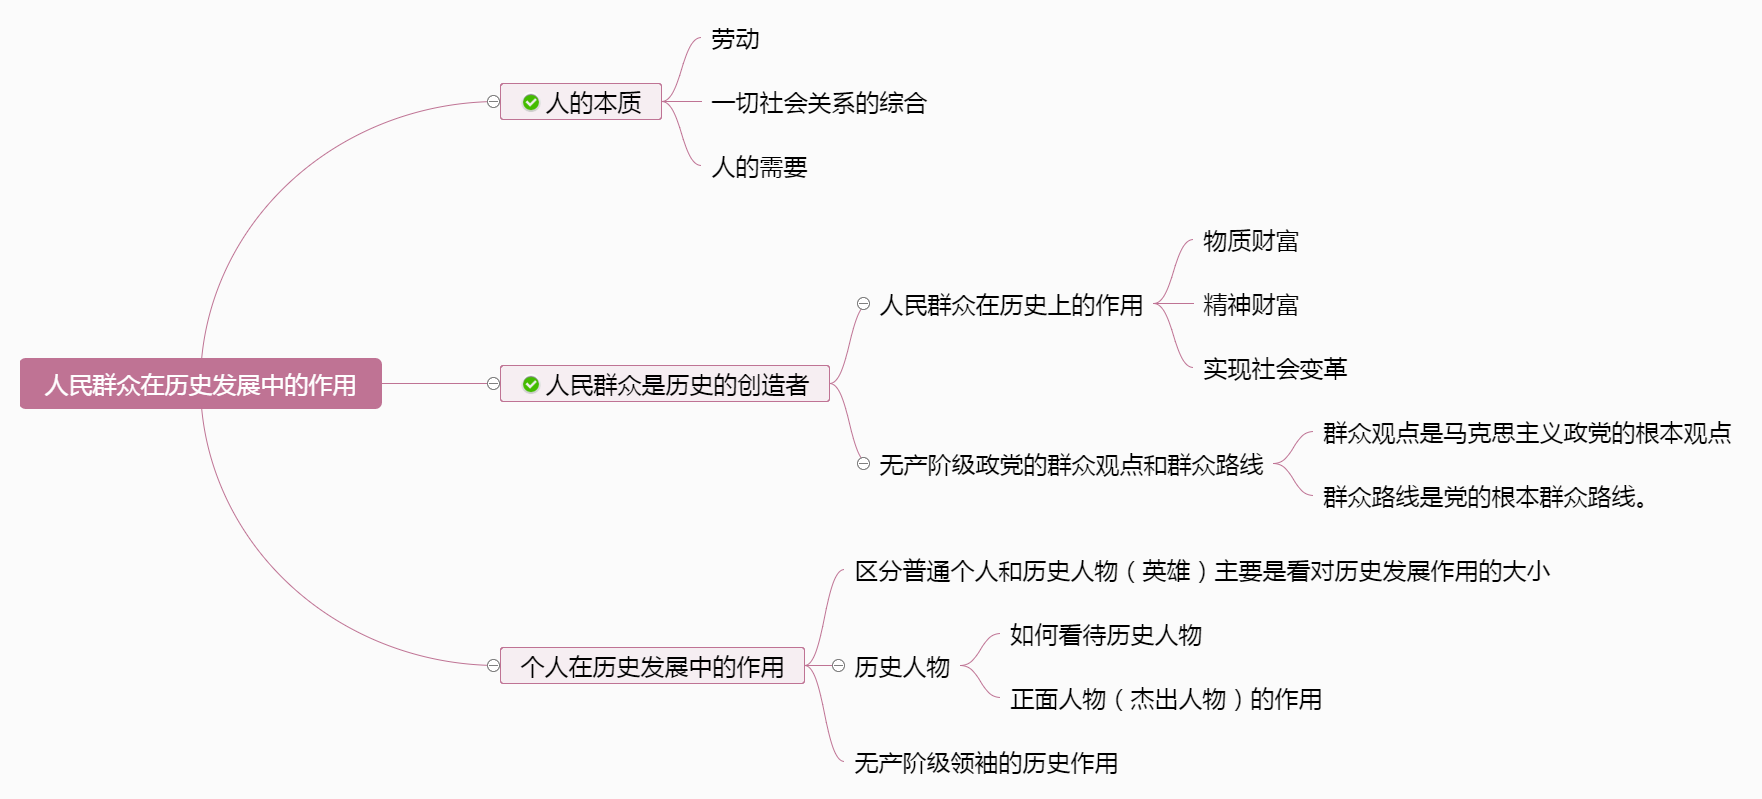 人民群众在历史发展中的作用
人的本质
劳动
一切社会关系的综合
人的需要
人民群众是历史的创造者
人民群众在历史上的作用
物质财富
精神财富
实现社会变革
无产阶级政党的群众观点和群众路线
群众观点是马克思主义政党的根本观点
群众路线是党的根本群众路线。
个人在历史发展中的作用
区分普通个人和历史人物（英雄）主要是看对历史发展作用的大小
历史人物
如何看待历史人物
正面人物（杰出人物）的作用
无产阶级领袖的历史作用